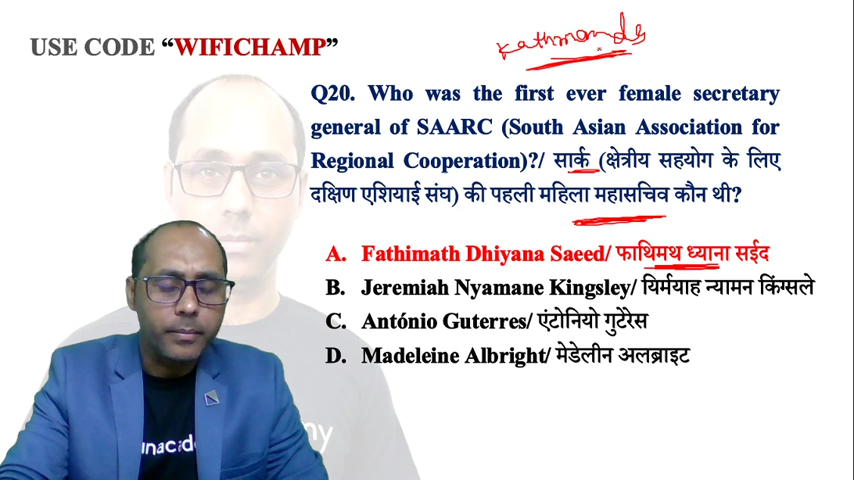 USE CODE “WIFICHAMP”
Kathmandu
Q20. Who was the first ever female secretary
general of SAARC (South Asian Association for
Regional Cooperation)?/ सार्क (क्षेत्रीय सहयोग के लिए
दक्षिण एशियाई संघ) की पहली महिला महासचिव कौन थी?
A. Fathimath Dhiyana Saeed/ फाथिमथ ध्याना सईद
B. Jeremiah Nyamane Kingsley/ यिर्मयाह न्यामन किंग्सले
C. António Guterres/ एंटोनियो गुटेरेस
D. Madeleine Albright/ मेडेलीन अलब्राइट